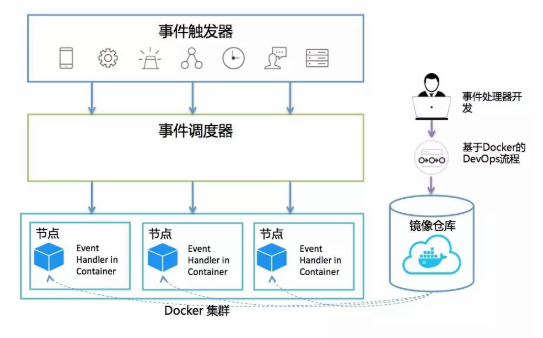 事件触发器
事件调度器
节点
Event
Handler in
Container
节点
Event
Handler in
Container
节点
Event
Handler in
Container
Docker 集群
事件处理器开
发
基于Docker的
DevOps流程
镜像仓库